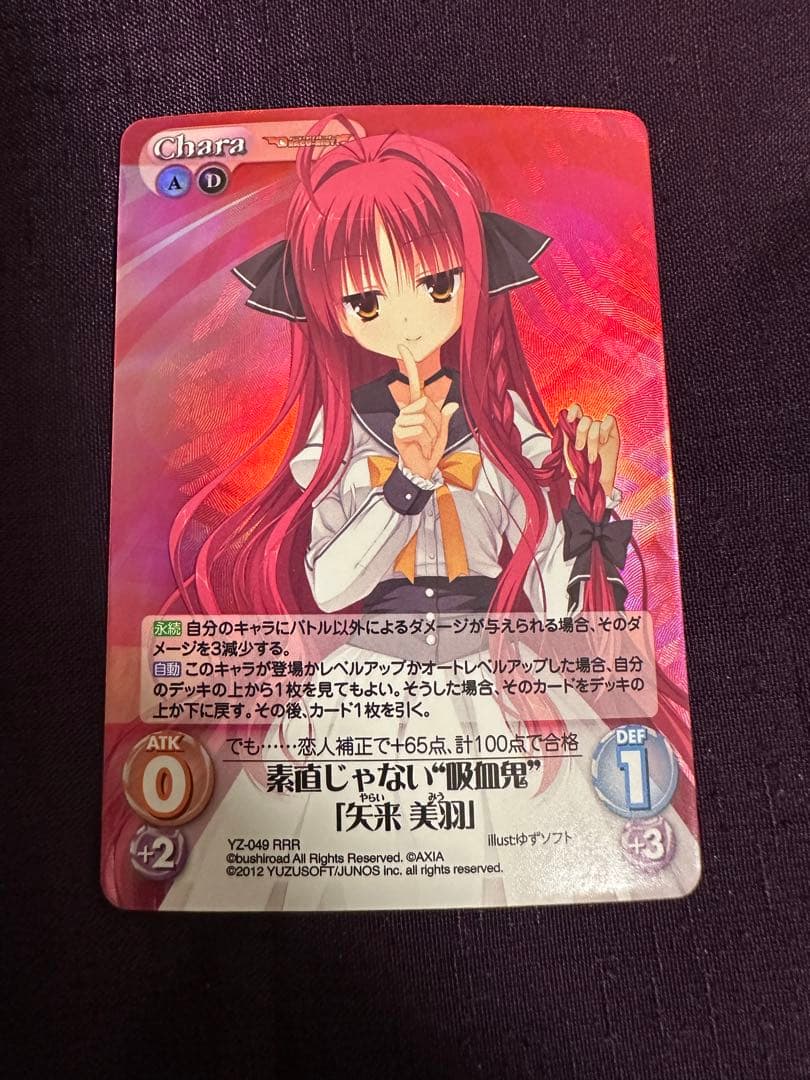 Chara
DRACU-RIOT!
A D
永続 自分のキャラにバトル以外によるダメージが与えられる場合、そのダ
メージを3減少する。
自動 このキャラが登場かレベルアップかオートレベルアップした場合、自分
のデッキの上から1枚を見てもよい。そうした場合、そのカードをデッキの
上か下に戻す。その後、カード1枚を引く。
ATK
0
+2
でも……恋人補正で+65点、計100点で合格
素直じゃない“吸血鬼”
やらい みう
「矢来 美羽」
DEF
1
+3
YZ-049 RRR
illust:ゆずソフト
©bushiroad All Rights Reserved. ©AXIA
©2012 YUZUSOFT/JUNOS inc. all rights reserved.